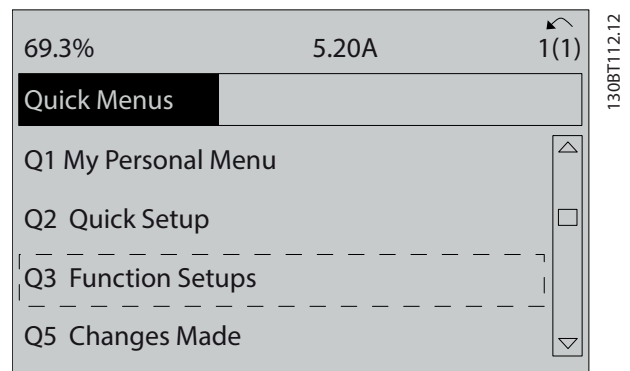 69.3% 5.20A 1(1)
Quick Menus
Q1 My Personal Menu
Q2 Quick Setup
Q3 Function Setups
Q5 Changes Made
130BT112.12